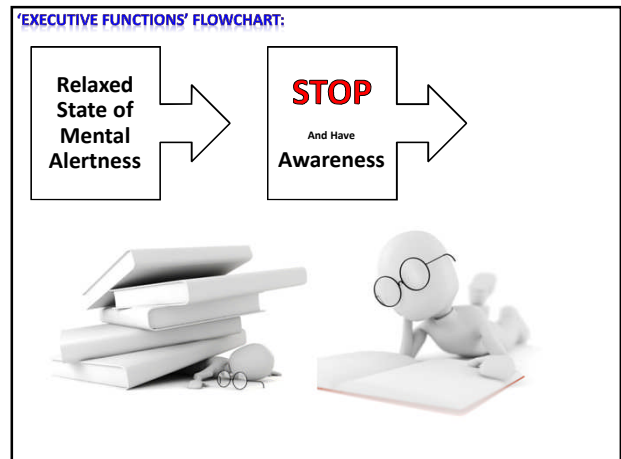 ‘EXECUTIVE FUNCTIONS’ FLOWCHART:
Relaxed
State of
Mental
Alertness
STOP
And Have
Awareness